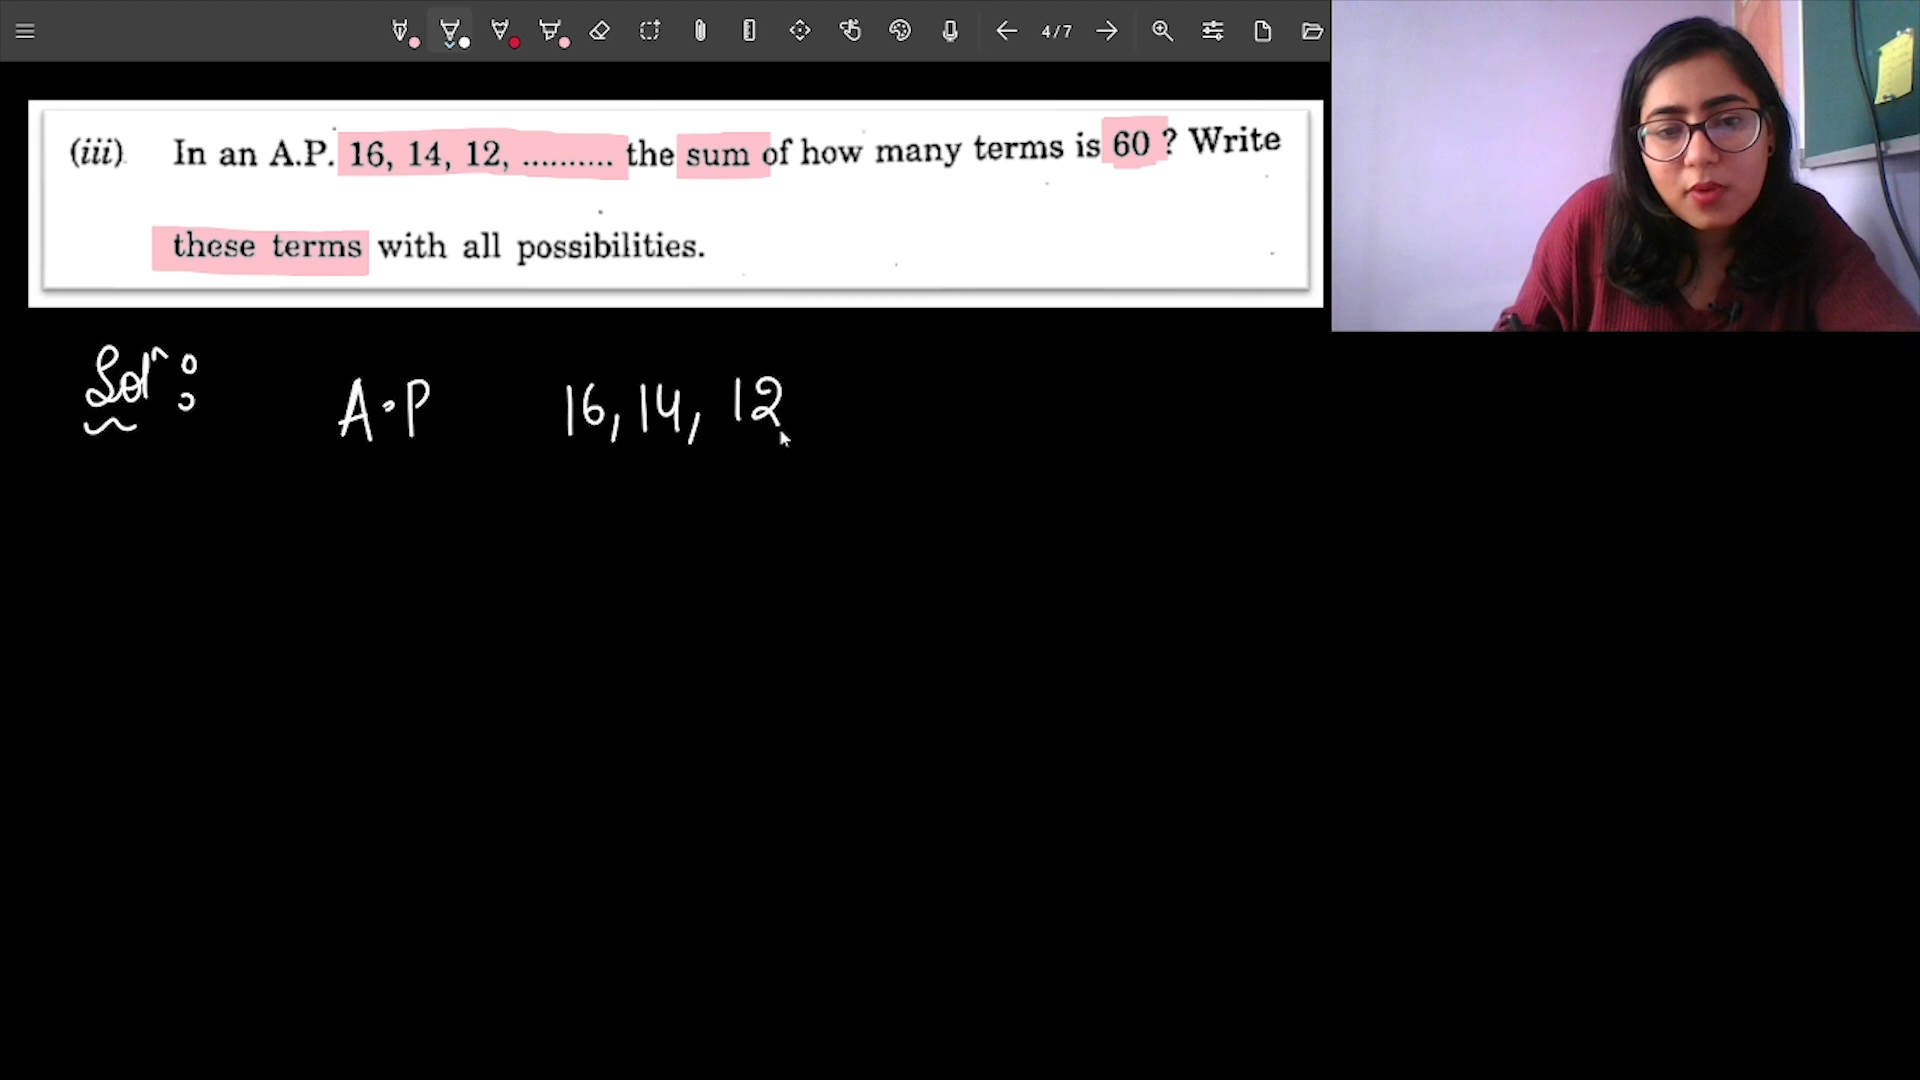 4/7
(iii) In an A.P. 16, 14, 12, .......... the sum of how many terms is 60 ? Write
these terms with all possibilities.
Solⁿ :
A.P 16, 14, 12